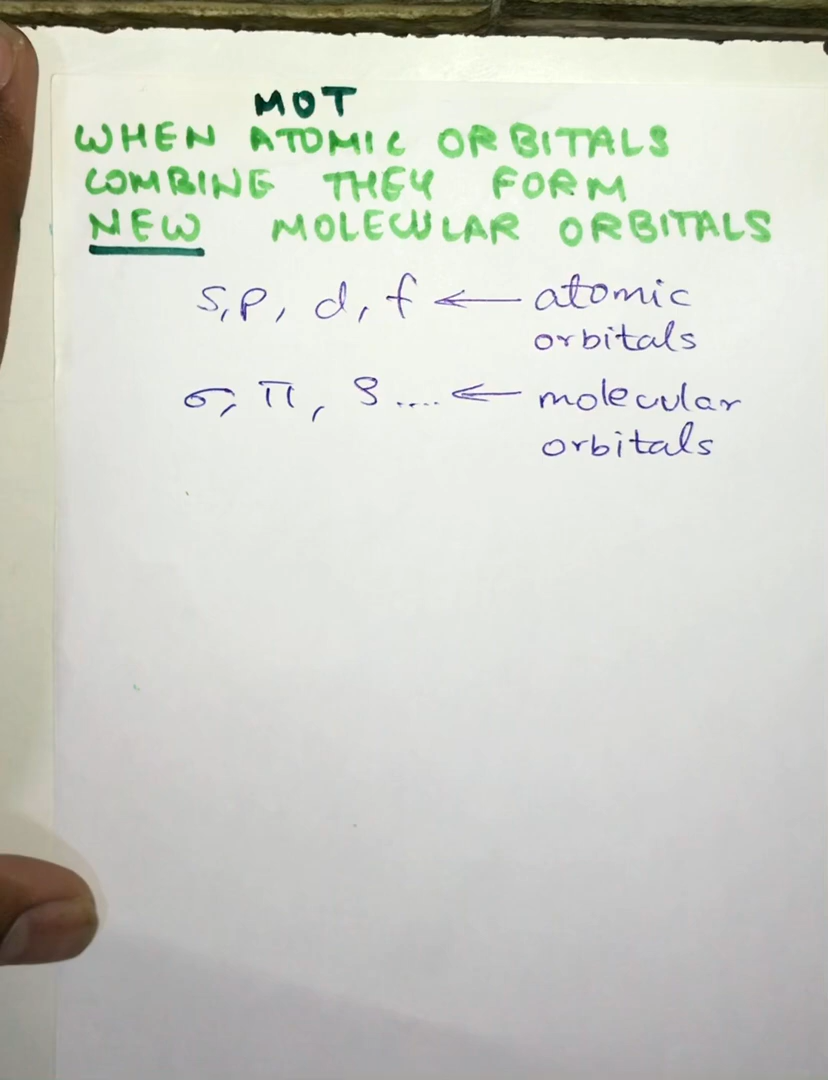 MOT
WHEN ATOMIC ORBITALS
COMBINE THEY FORM
NEW MOLECULAR ORBITALS
s, p, d, f ← atomic
orbitals
σ, π, δ .... ← molecular
orbitals